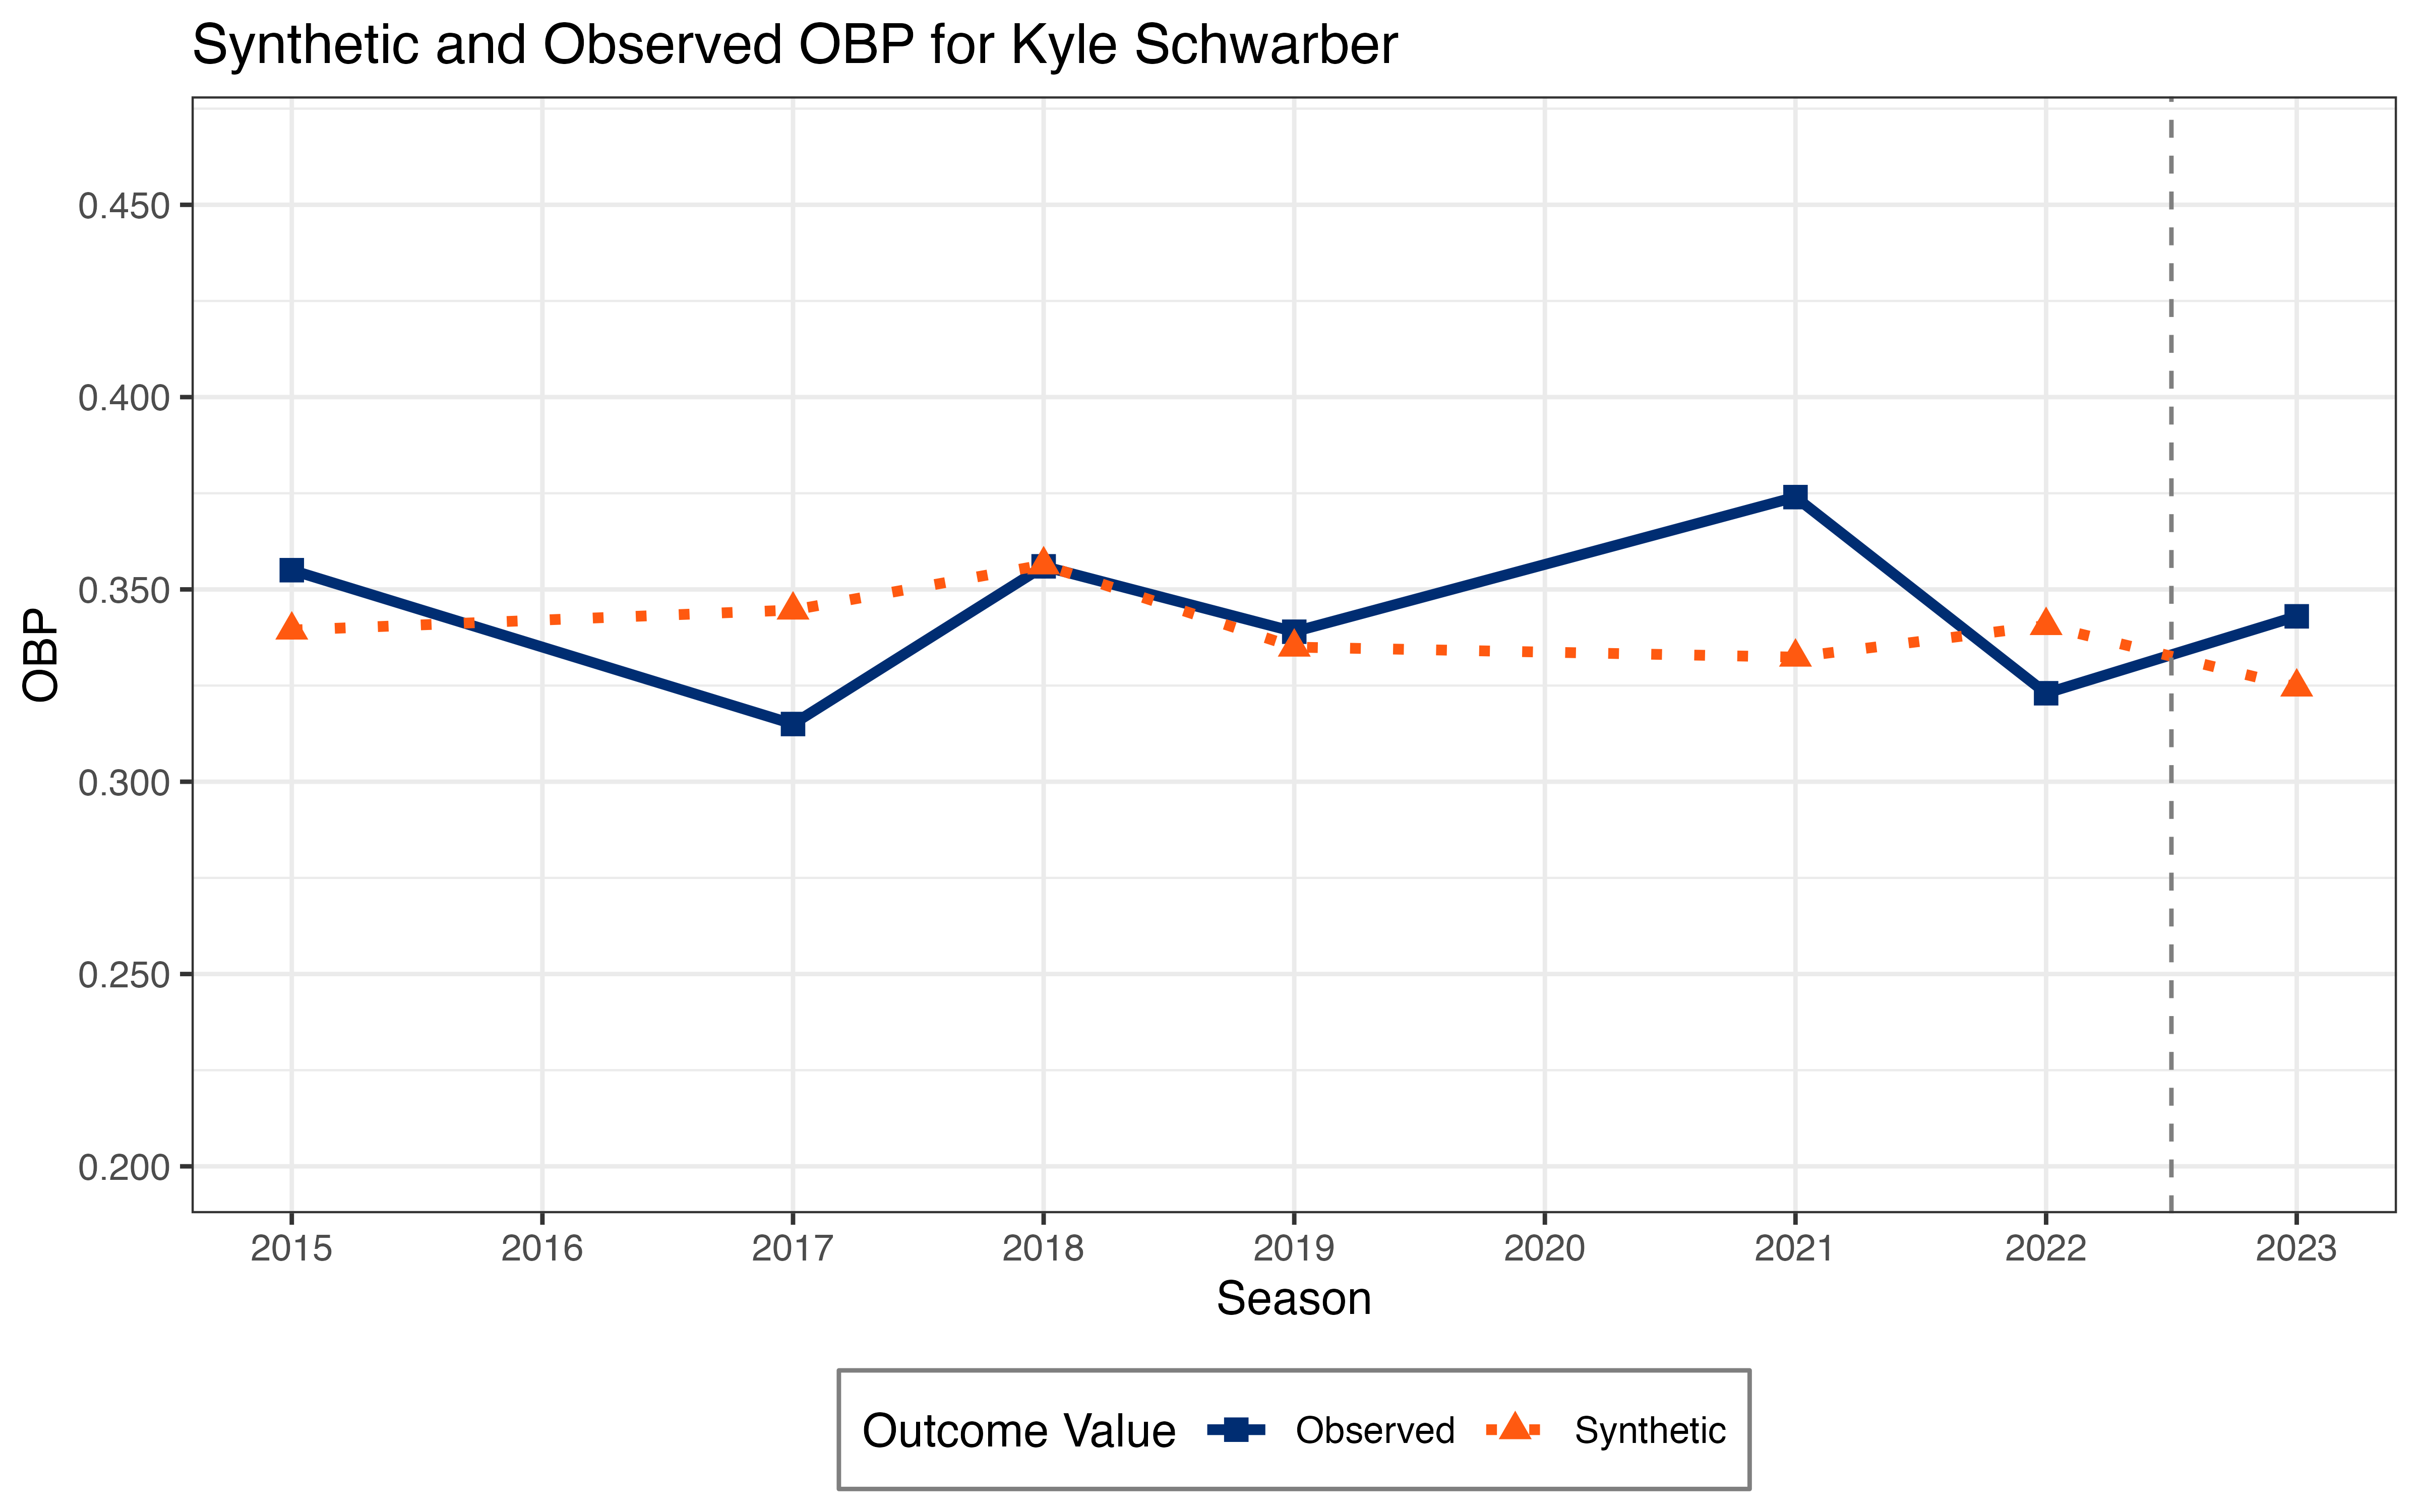 Synthetic and Observed OBP for Kyle Schwarber
OBP
0.450
0.400
0.350
0.300
0.250
0.200
2015 2016 2017 2018 2019 2020 2021 2022 2023
Season
Outcome Value Observed Synthetic